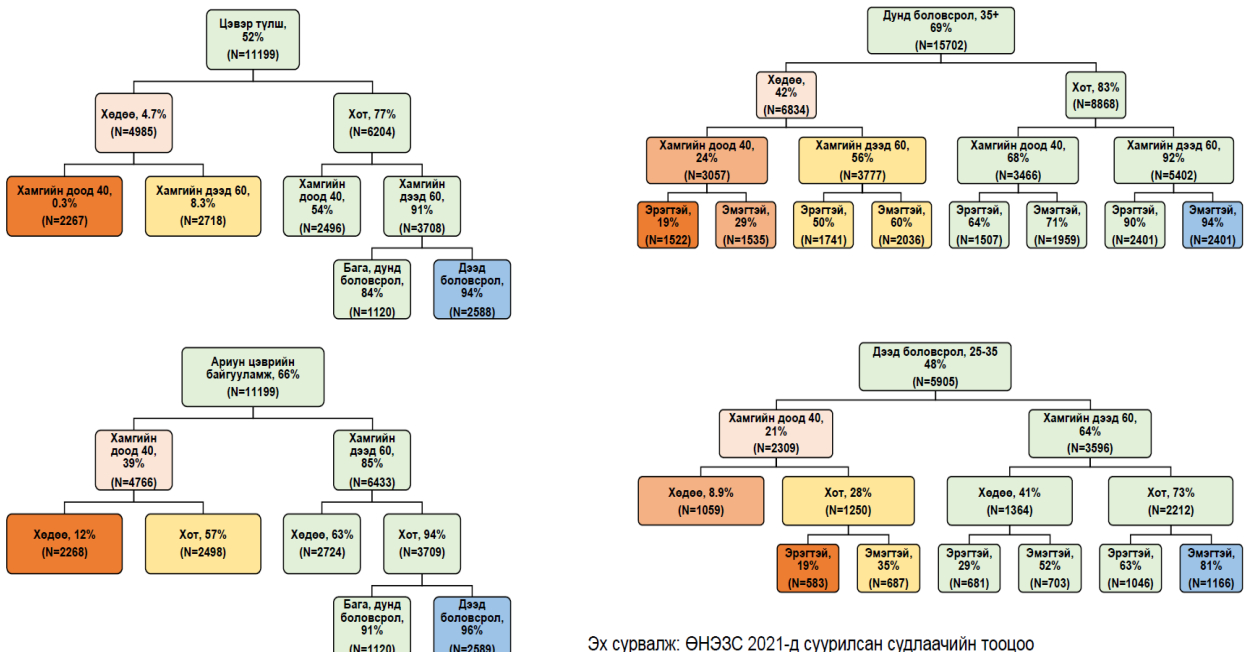 Цэвэр түлш,
52%
(N=11199)
Хөдөө, 4.7%
(N=4985)
Хот, 77%
(N=6204)
Хамгийн доод 40,
0.3%
(N=2267)
Хамгийн дээд 60,
8.3%
(N=2718)
Хамгийн
доод 40,
54%
(N=2496)
Хамгийн
дээд 60,
91%
(N=3708)
Бага, дунд
боловсрол,
84%
(N=1120)
Дээд
боловсрол,
94%
(N=2588)
Дунд боловсрол, 35+
69%
(N=15702)
Хөдөө,
42%
(N=6834)
Хот, 83%
(N=8868)
Хамгийн доод 40,
24%
(N=3057)
Хамгийн дээд 60,
56%
(N=3777)
Хамгийн доод 40,
68%
(N=3466)
Хамгийн дээд 60,
92%
(N=5402)
Эрэгтэй,
19%
(N=1522)
Эмэгтэй,
29%
(N=1535)
Эрэгтэй,
50%
(N=1741)
Эмэгтэй,
60%
(N=2036)
Эрэгтэй,
64%
(N=1507)
Эмэгтэй,
71%
(N=1959)
Эрэгтэй,
90%
(N=2401)
Эмэгтэй,
94%
(N=2401)
Ариун цэврийн
байгууламж, 66%
(N=11199)
Хамгийн
доод 40,
39%
(N=4766)
Хамгийн
дээд 60,
85%
(N=6433)
Хөдөө, 12%
(N=2268)
Хот, 57%
(N=2498)
Хөдөө, 63%
(N=2724)
Хот, 94%
(N=3709)
Бага, дунд
боловсрол,
91%
(N=1120)
Дээд
боловсрол,
96%
(N=2589)
Дээд боловсрол, 25-35
48%
(N=5905)
Хамгийн доод 40,
21%
(N=2309)
Хамгийн дээд 60,
64%
(N=3596)
Хөдөө, 8.9%
(N=1059)
Хот, 28%
(N=1250)
Хөдөө, 41%
(N=1364)
Хот, 73%
(N=2212)
Эрэгтэй,
19%
(N=583)
Эмэгтэй,
35%
(N=687)
Эрэгтэй,
29%
(N=681)
Эмэгтэй,
52%
(N=703)
Эрэгтэй,
63%
(N=1046)
Эмэгтэй,
81%
(N=1166)
Эх сурвалж: ӨНЭЗС 2021-д суурилсан судлаачийн тооцоо